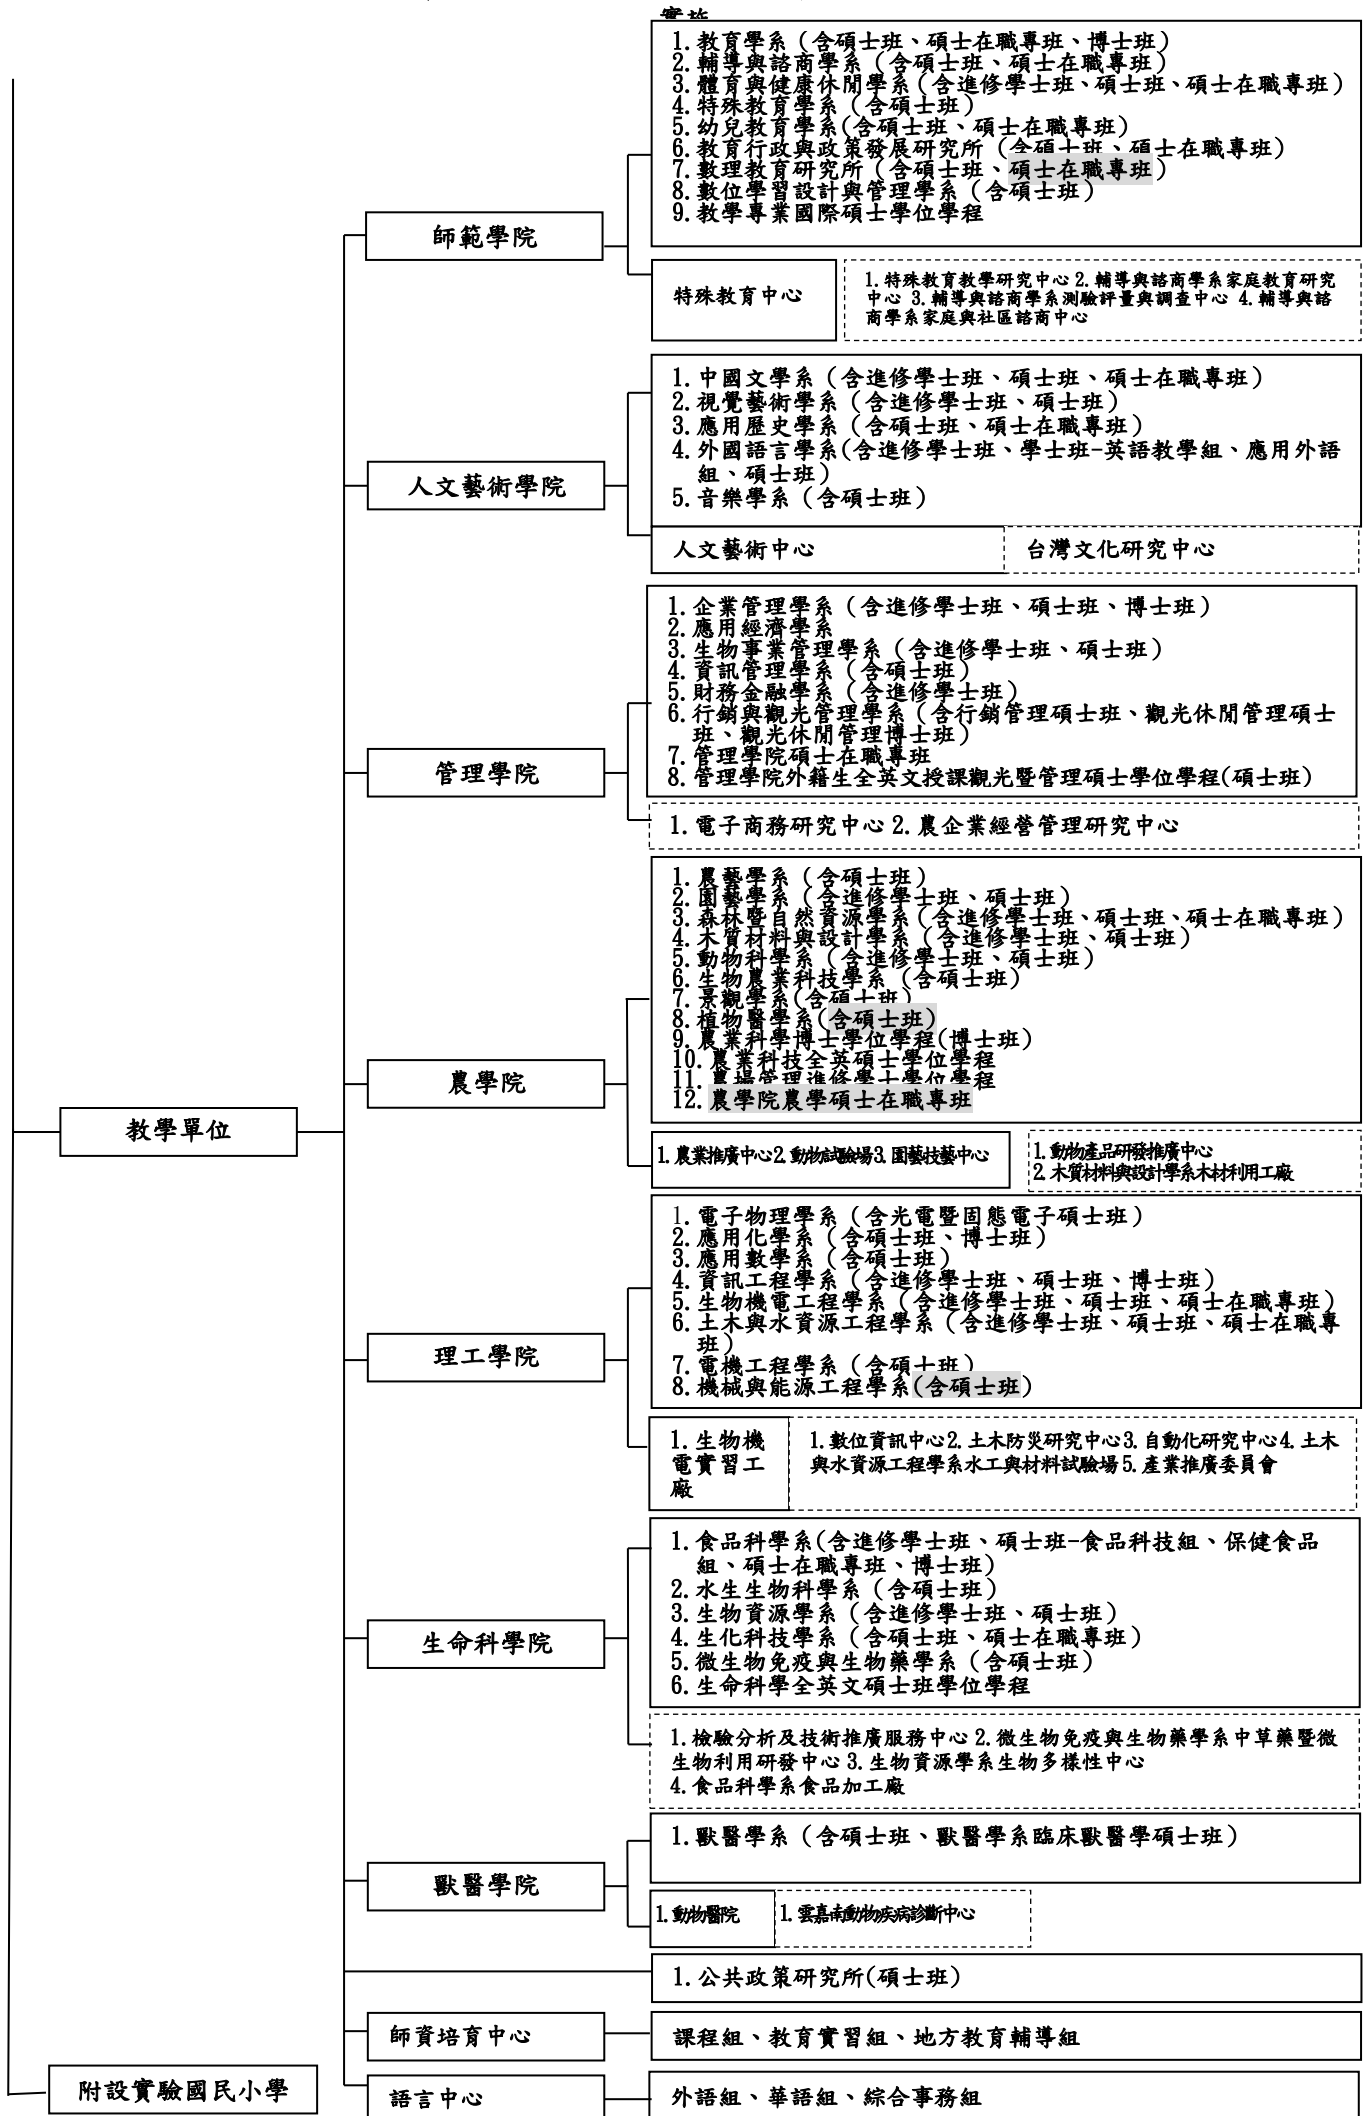 實施
1.教育學系（含碩士班、碩士在職專班、博士班）
2.輔導與諮商學系（含碩士班、碩士在職專班）
3.體育與健康休閒學系(含進修學士班、碩士班、碩士在職專班)
4.特殊教育學系（含碩士班）
5.幼兒教育學系(含碩士班、碩士在職專班)
6.教育行政與政策發展研究所（含碩士班、碩士在職專班）
7.數理教育研究所（含碩士班、碩士在職專班）
8.數位學習設計與管理學系（含碩士班）
9.教學專業國際碩士學位學程
師範學院
特殊教育中心
1.特殊教育教學研究中心 2.輔導與諮商學系家庭教育研究
中心 3.輔導與諮商學系測驗評量與調查中心 4.輔導與諮
商學系家庭與社區諮商中心
1.中國文學系（含進修學士班、碩士班、碩士在職專班）
2.視覺藝術學系（含進修學士班、碩士班）
3.應用歷史學系（含碩士班、碩士在職專班）
4.外國語言學系(含進修學士班、學士班-英語教學組、應用外語
組、碩士班)
5.音樂學系（含碩士班）
人文藝術學院
人文藝術中心
台灣文化研究中心
1.企業管理學系（含進修學士班、碩士班、博士班）
2.應用經濟學系
3.生物事業管理學系（含進修學士班、碩士班）
4.資訊管理學系（含碩士班）
5.財務金融學系（含進修學士班）
6.行銷與觀光管理學系（含行銷管理碩士班、觀光休閒管理碩士
班、觀光休閒管理博士班）
7.管理學院碩士在職專班
8.管理學院外籍生全英文授課觀光暨管理碩士學位學程(碩士班)
管理學院
1.電子商務研究中心 2.農企業經營管理研究中心
1.農藝學系（含碩士班）
2.園藝學系（含進修學士班、碩士班）
3.森林暨自然資源學系(含進修學士班、碩士班、碩士在職專班)
4.木質材料與設計學系（含進修學士班、碩士班）
5.動物科學系（含進修學士班、碩士班）
6.生物農業科技學系（含碩士班）
7.景觀學系(含碩士班)
8.植物醫學系(含碩士班)
9.農業科學博士學位學程(博士班)
10.農業科技全英碩士學位學程
11.農場管理進修學士學位學程
12.農學院農學碩士在職專班
農學院
教學單位
1.農業推廣中心2.動物試驗場3.園藝技藝中心
1.動物產品研發推廣中心
2.木質材料與設計學系木材利用工廠
1.電子物理學系（含光電暨固態電子碩士班）
2.應用化學系（含碩士班、博士班）
3.應用數學系（含碩士班）
4.資訊工程學系（含進修學士班、碩士班、博士班）
5.生物機電工程學系（含進修學士班、碩士班、碩士在職專班）
6.土木與水資源工程學系（含進修學士班、碩士班、碩士在職專
班）
7.電機工程學系（含碩士班）
8.機械與能源工程學系(含碩士班)
理工學院
1.生物機
電實習工
廠
1.數位資訊中心2.土木防災研究中心3.自動化研究中心4.土木
與水資源工程學系水工與材料試驗場5.產業推廣委員會
1.食品科學系(含進修學士班、碩士班-食品科技組、保健食品
組、碩士在職專班、博士班)
2.水生生物科學系（含碩士班）
3.生物資源學系（含進修學士班、碩士班）
4.生化科技學系（含碩士班、碩士在職專班）
5.微生物免疫與生物藥學系（含碩士班）
6.生命科學全英文碩士班學位學程
生命科學院
1.檢驗分析及技術推廣服務中心 2.微生物免疫與生物藥學系中草藥暨微
生物利用研發中心 3.生物資源學系生物多樣性中心
4.食品科學系食品加工廠
1.獸醫學系（含碩士班、獸醫學系臨床獸醫學碩士班）
獸醫學院
1.動物醫院
1.雲嘉南動物疾病診斷中心
1.公共政策研究所(碩士班)
師資培育中心
課程組、教育實習組、地方教育輔導組
附設實驗國民小學
語言中心
外語組、華語組、綜合事務組